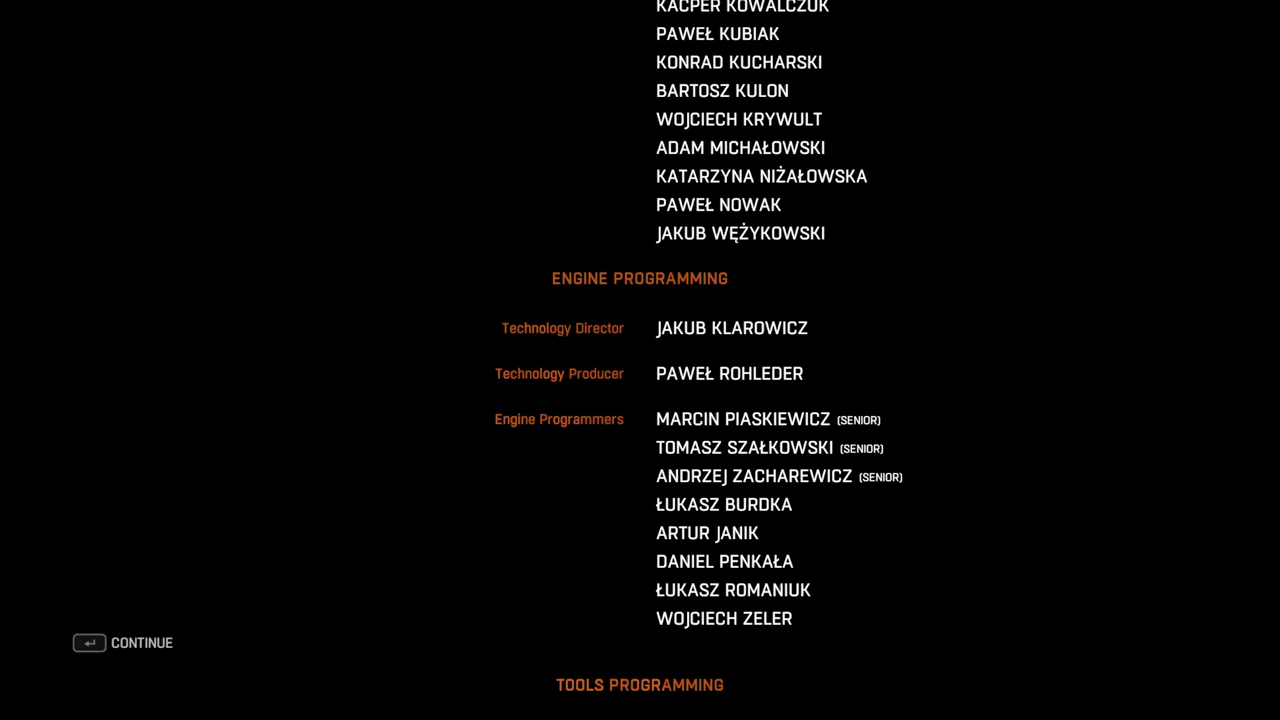 KACPER KOWALCZUK
PAWEŁ KUBIAK
KONRAD KUCHARSKI
BARTOSZ KULON
WOJCIECH KRYWULT
ADAM MICHAŁOWSKI
KATARZYNA NIŻAŁOWSKA
PAWEŁ NOWAK
JAKUB WĘŻYKOWSKI
ENGINE PROGRAMMING
Technology Director JAKUB KLAROWICZ
Technology Producer PAWEŁ ROHLEDER
Engine Programmers MARCIN PIASKIEWICZ (SENIOR)
TOMASZ SZAŁKOWSKI (SENIOR)
ANDRZEJ ZACHAREWICZ (SENIOR)
ŁUKASZ BURDKA
ARTUR JANIK
DANIEL PENKAŁA
ŁUKASZ ROMANIUK
WOJCIECH ZELER
CONTINUE
TOOLS PROGRAMMING